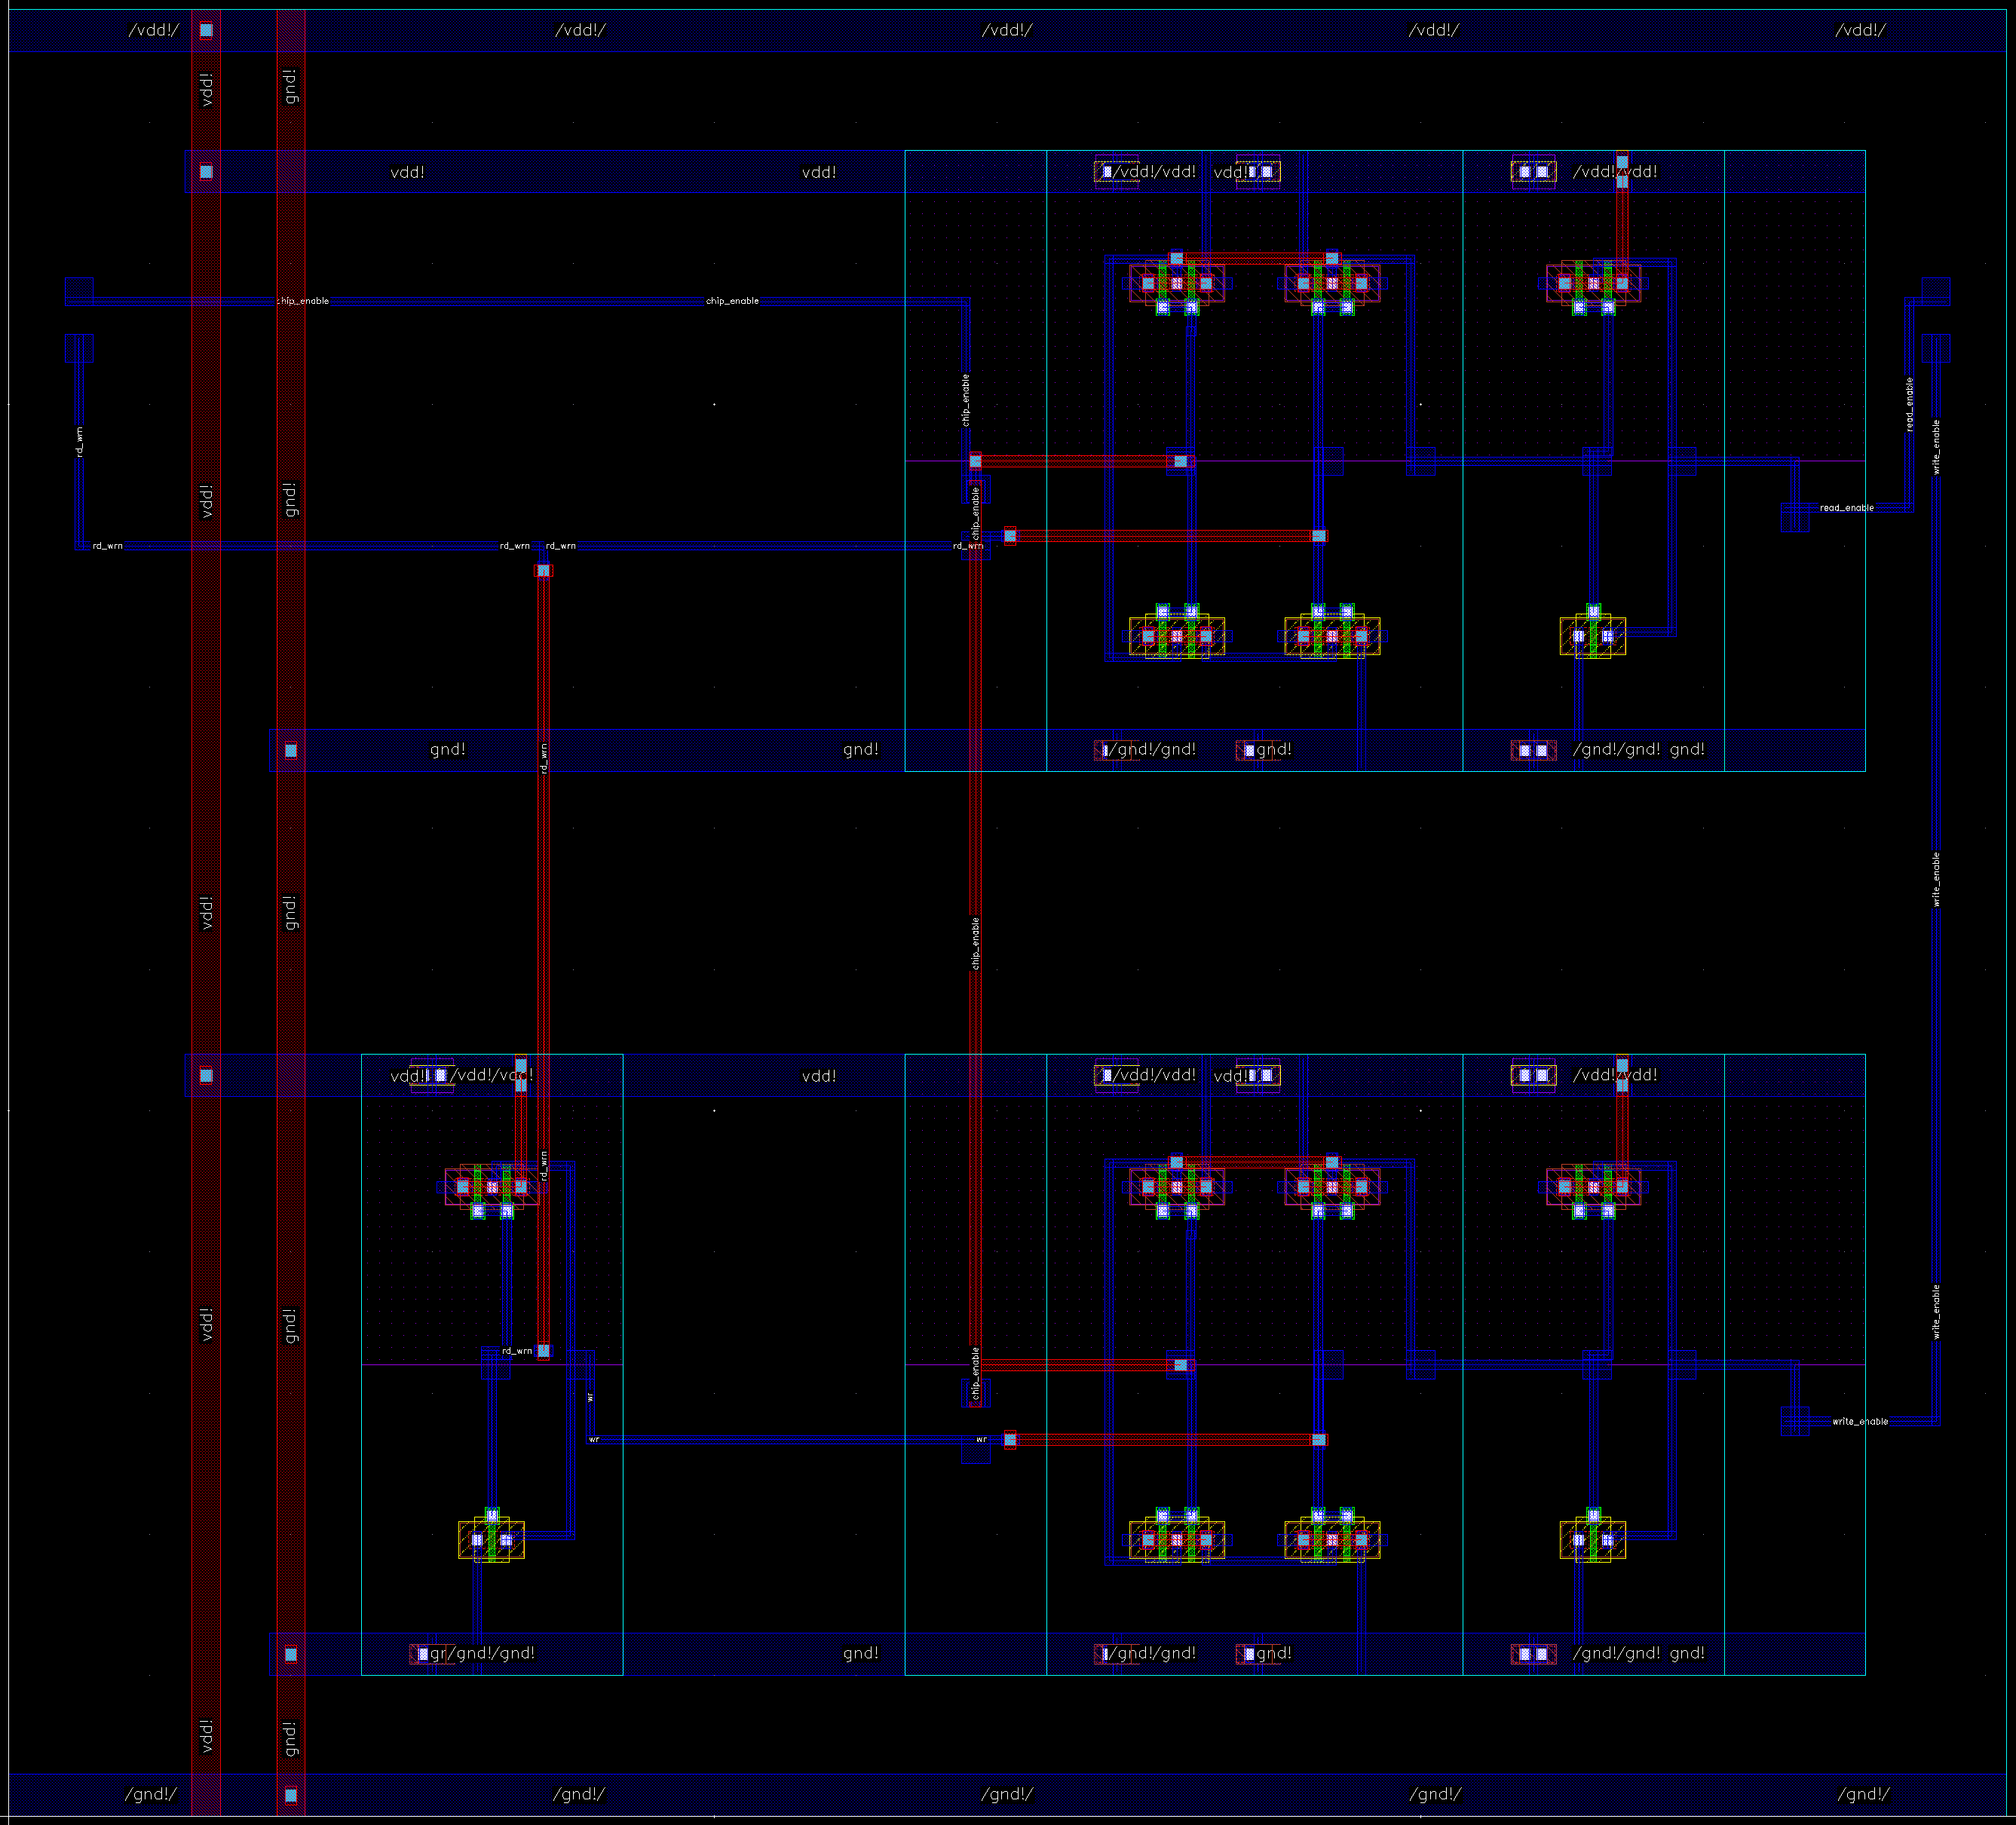 /vdd!/ /vdd!/ /vdd!/ /vdd!/ /vdd!/
vdd! gnd!
vdd! vdd! /vdd!/vdd! vdd! /vdd!/vdd!
chip_enable chip_enable
chip_enable
read_enable
rd_wrn
write_enable
vdd! gnd!
chip_enable
read_enable
rd_wrn rd_wrn rd_wrn rd_wrn
gnd! gnd! /gnd!/gnd! gnd! /gnd!/gnd! gnd!
rd_wrn
write_enable
vdd! gnd!
chip_enable
vdd! /vdd!/vdd! vdd! /vdd!/vdd! vdd! /vdd!/vdd!
rd_wrn
write_enable
vdd! gnd!
rd_wrn
chip_enable
wr
write_enable
wr wr
gr/gnd!/gnd! gnd! /gnd!/gnd! gnd! /gnd!/gnd! gnd!
vdd! gnd!
/gnd!/ /gnd!/ /gnd!/ /gnd!/ /gnd!/